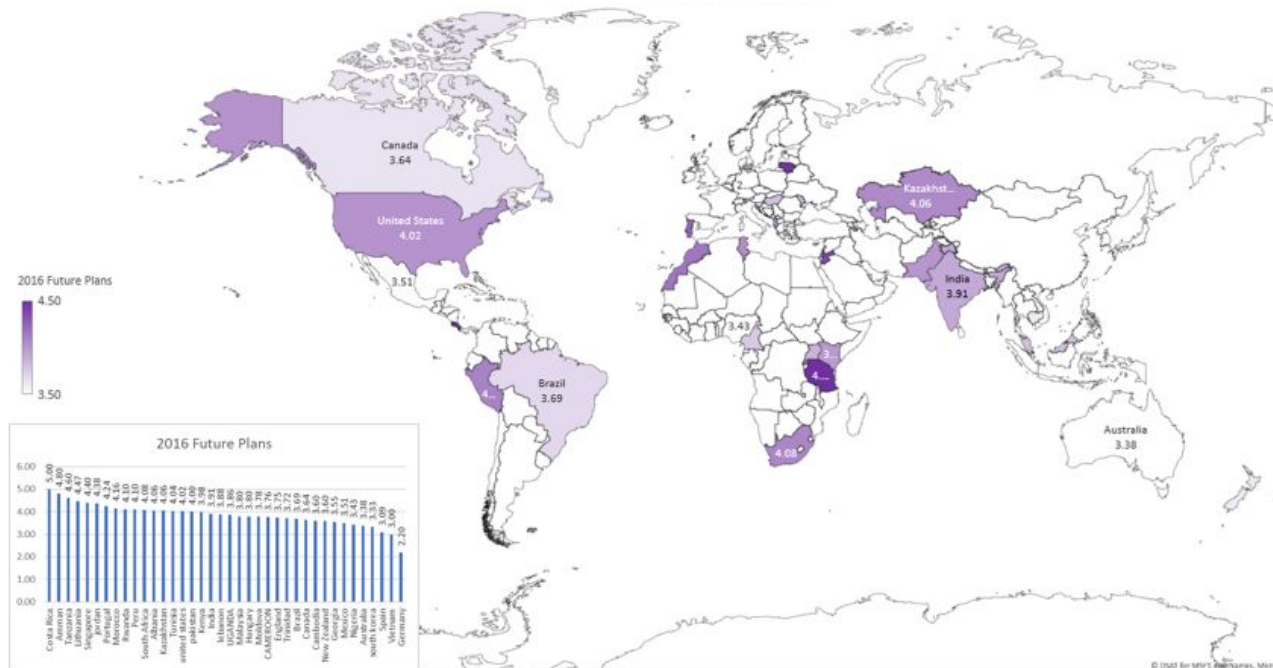 Canada
3.64
United States
4.02
3.51
Kazakhst...
4.06
India
3.91
3.43
3...
4....
4...
Brazil
3.69
4.08
Australia
3.38
2016 Future Plans
4.50
3.50
2016 Future Plans
6.00
5.00
4.00
3.00
2.00
1.00
0.00
5.00
4.80
4.60
4.47
4.40
4.38
4.24
4.16
4.10
4.10
4.08
4.06
4.06
4.04
4.02
4.00
3.98
3.91
3.88
3.86
3.80
3.80
3.78
3.76
3.75
3.72
3.69
3.64
3.60
3.60
3.55
3.51
3.43
3.38
3.33
3.09
3.00
2.20
Costa Rica
Amman
Tanzania
Lithuania
Singapore
Jordan
Portugal
Morocco
Rwanda
Peru
South Africa
Albania
Kazakhstan
Tunisia
united states
pakistan
Kenya
India
lebanon
UGANDA
Malaysia
Hungary
Moldova
CAMEROON
England
Trinidad
Brazil
Canada
Cambodia
New Zealand
Georgia
Mexico
Nigeria
Australia
south korea
Spain
Vietnam
Germany